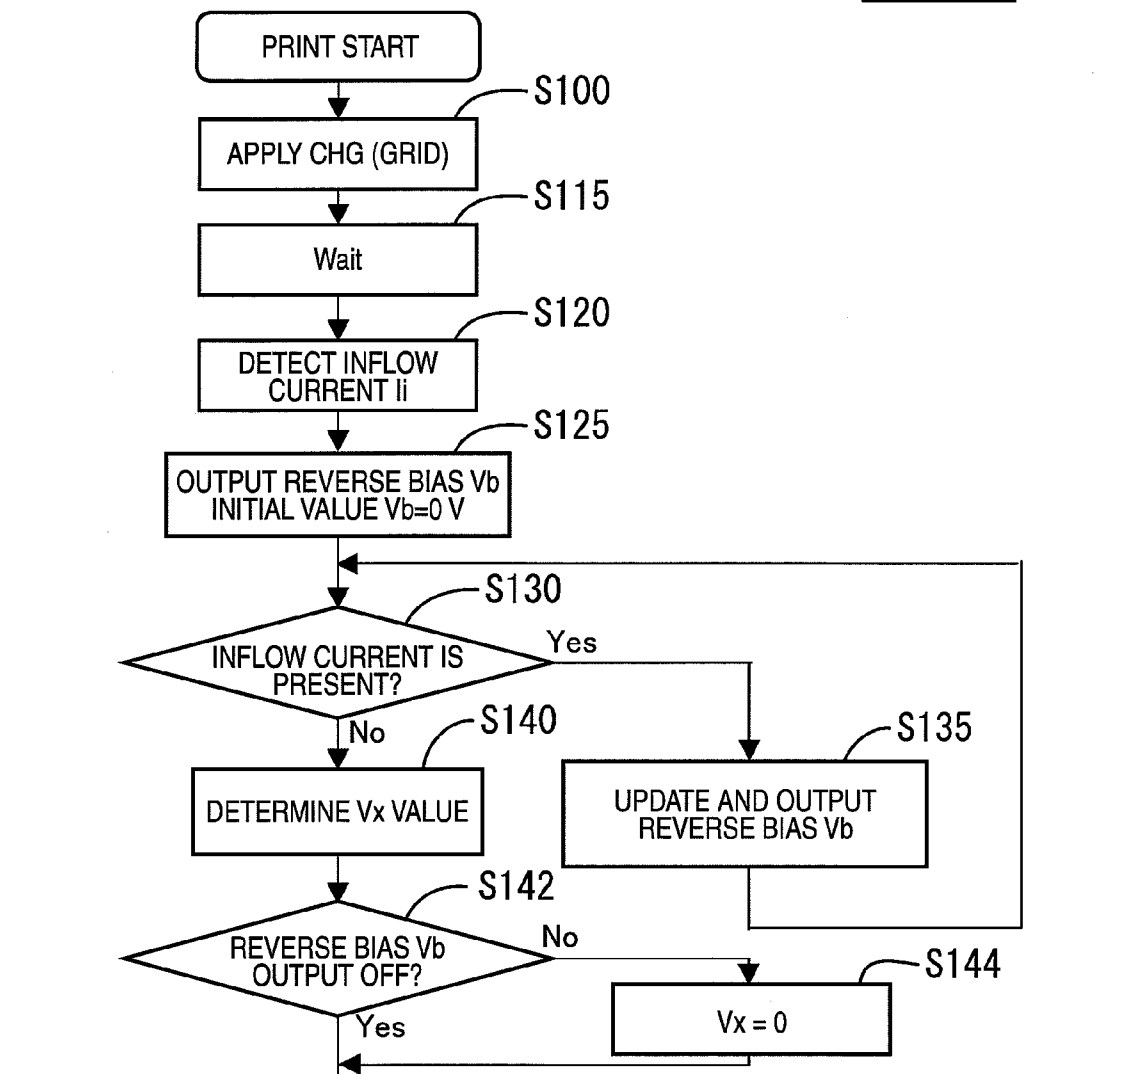 PRINT START
S100
APPLY CHG (GRID)
S115
Wait
S120
DETECT INFLOW
CURRENT Ii
S125
OUTPUT REVERSE BIAS Vb
INITIAL VALUE Vb=0 V
S130
INFLOW CURRENT IS
PRESENT?
Yes
No
S140
DETERMINE Vx VALUE
S135
UPDATE AND OUTPUT
REVERSE BIAS Vb
S142
REVERSE BIAS Vb
OUTPUT OFF?
No
Yes
S144
Vx = 0